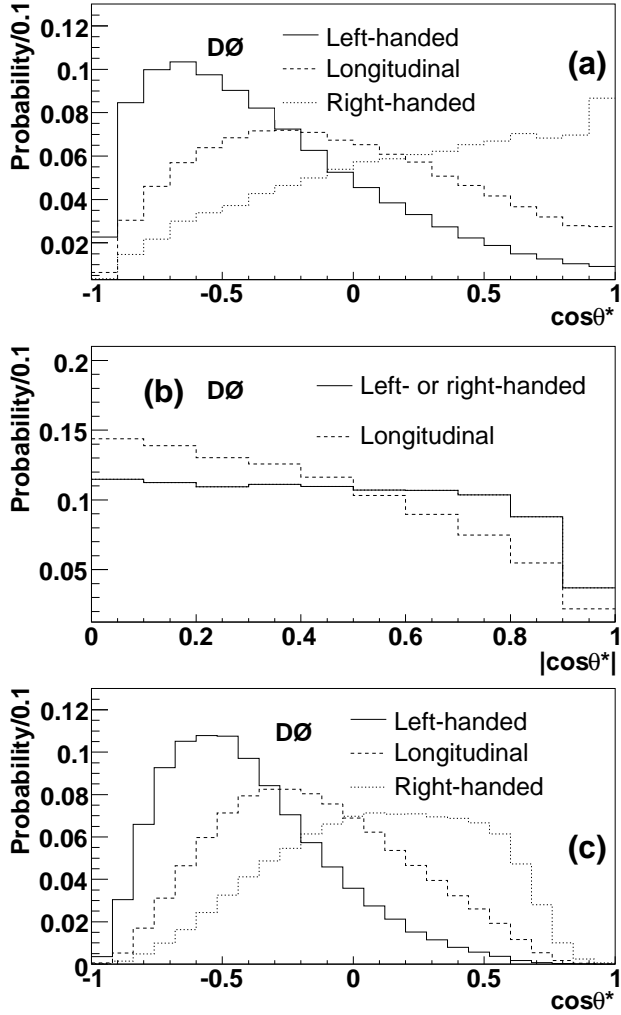 Probability/0.1
0.12
0.1
0.08
0.06
0.04
0.02
DØ
Left-handed
Longitudinal
Right-handed
(a)
-1
-0.5
0
0.5
1
cosθ*
Probability/0.1
0.2
0.15
0.1
0.05
(b)
DØ
Left- or right-handed
Longitudinal
0
0.2
0.4
0.6
0.8
1
|cosθ*|
Probability/0.1
0.12
0.1
0.08
0.06
0.04
0.02
0
DØ
Left-handed
Longitudinal
Right-handed
(c)
-1
-0.5
0
0.5
1
cosθ*